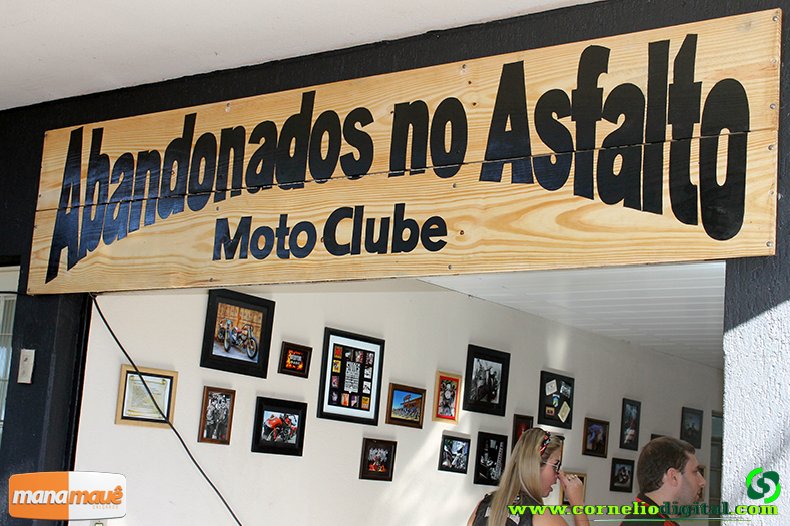 Abandonados no Asfalto
Moto Clube
manamauê
www.corneliodigital.com